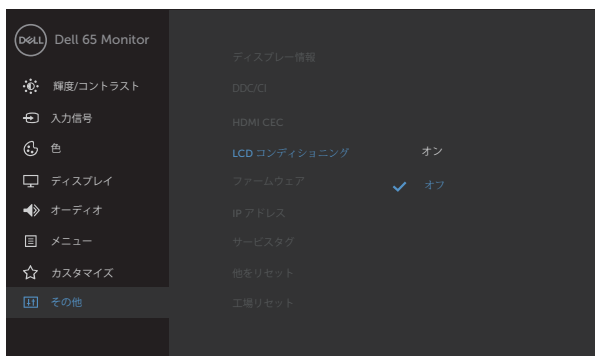 DELL Dell 65 Monitor
輝度/コントラスト
入力信号
色
ディスプレイ
オーディオ
メニュー
カスタマイズ
その他
ディスプレー情報
DDC/CI
HDMI CEC
LCD コンディショニング オン
ファームウェア オフ
IP アドレス
サービスタグ
他をリセット
工場リセット